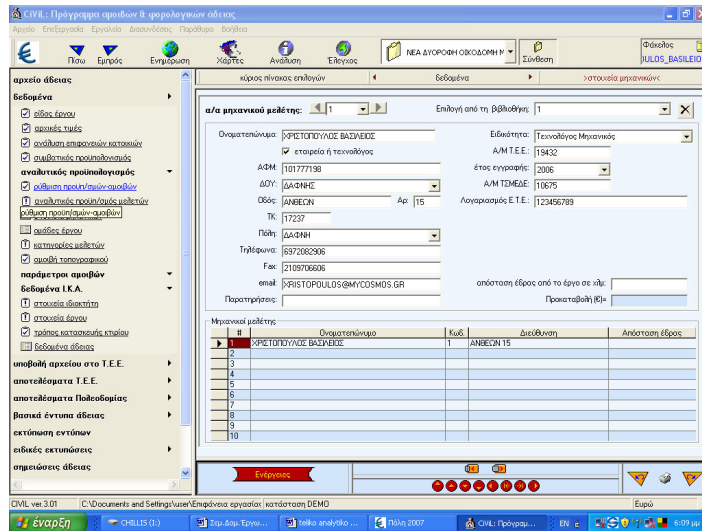 CiViL: Πρόγραμμα αμοιβών & φορολογικών άδειας
Αρχείο Επεξεργασία Εργαλεία Διασυνδέσεις Παράθυρο Βοήθεια
Πίσω Εμπρός Ενημέρωση Χάρτες Ανάλυση Έλεγχος ΝΕΑ ΔΥΟΡΟΦΗ ΟΙΚΟΔΟΜΗ Μ Σύνθεση Φάκελος
JULOS_BASILEIO
αρχείο άδειας
δεδομένα
είδος έργου
αρχικές τιμές
ανάλυση επιφανειών κατοικιών
συμβατικός προϋπολογισμός
αναλυτικός προϋπολογισμός
ρύθμιση προϋπ/σμών-αμοιβών
αναλυτικός προϋπ/σμός μελετών
ρύθμιση προϋπ/σμών-αμοιβών
ομάδες έργου
κατηγορίες μελετών
αμοιβή τοπογραφικού
παράμετροι αμοιβών
δεδομένα Ι.Κ.Α.
στοιχεία ιδιοκτήτη
στοιχεία έργου
τρόπος κατασκευής κτιρίου
δεδομένα άδειας
υποβολή αρχείου στο Τ.Ε.Ε.
αποτελέσματα Τ.Ε.Ε.
αποτελέσματα Πολεοδομίας
βασικά έντυπα άδειας
εκτύπωση εντύπων
ειδικές εκτυπώσεις
σημειώσεις άδειας
κύριος πίνακας επιλογών δεδομένα >στοιχεία μηχανικών<
α/α μηχανικού μελέτης: 1 Επιλογή από τη βιβλιοθήκη: 1
Ονοματεπώνυμο: ΧΡΙΣΤΟΠΟΥΛΟΣ ΒΑΣΙΛΕΙΟΣ Ειδικότητα: Τεχνολόγος Μηχανικός
εταιρεία ή τεχνολόγος Α/Μ Τ.Ε.Ε.: 19432
ΑΦΜ: 101777198 έτος εγγραφής: 2006
ΔΟΥ: ΔΑΦΝΗΣ Α/Μ ΤΣΜΕΔΕ: 10675
Οδός: ΑΝΘΕΩΝ Αρ: 15 Λογαριασμός Ε.Τ.Ε.: 123456789
ΤΚ: 17237
Πόλη: ΔΑΦΝΗ
Τηλέφωνα: 6972082906
Fax: 2109706606
email: XRISTOPOULOS@MYCOSMOS.GR απόσταση έδρας από το έργο σε χλμ:
Παρατηρήσεις: Προκαταβολή (€)=
Μηχανικοί μελέτης
# Ονοματεπώνυμο Κωδ. Διεύθυνση Απόσταση έδρας
1 ΧΡΙΣΤΟΠΟΥΛΟΣ ΒΑΣΙΛΕΙΟΣ 1 ΑΝΘΕΩΝ 15
2
3
4
5
6
7
8
9
10
Ενέργειες
CIVIL ver.3.01 C:\Documents and Settings\user\Επιφάνεια εργασίας κατάσταση DEMO Ευρώ
έναρξη CHILLIS (1:) Σεμ.Δομ.Έργω... teliko analytiko ... Πόλη 2007 CiViL: Πρόγραμ... EN 6:09 μμ